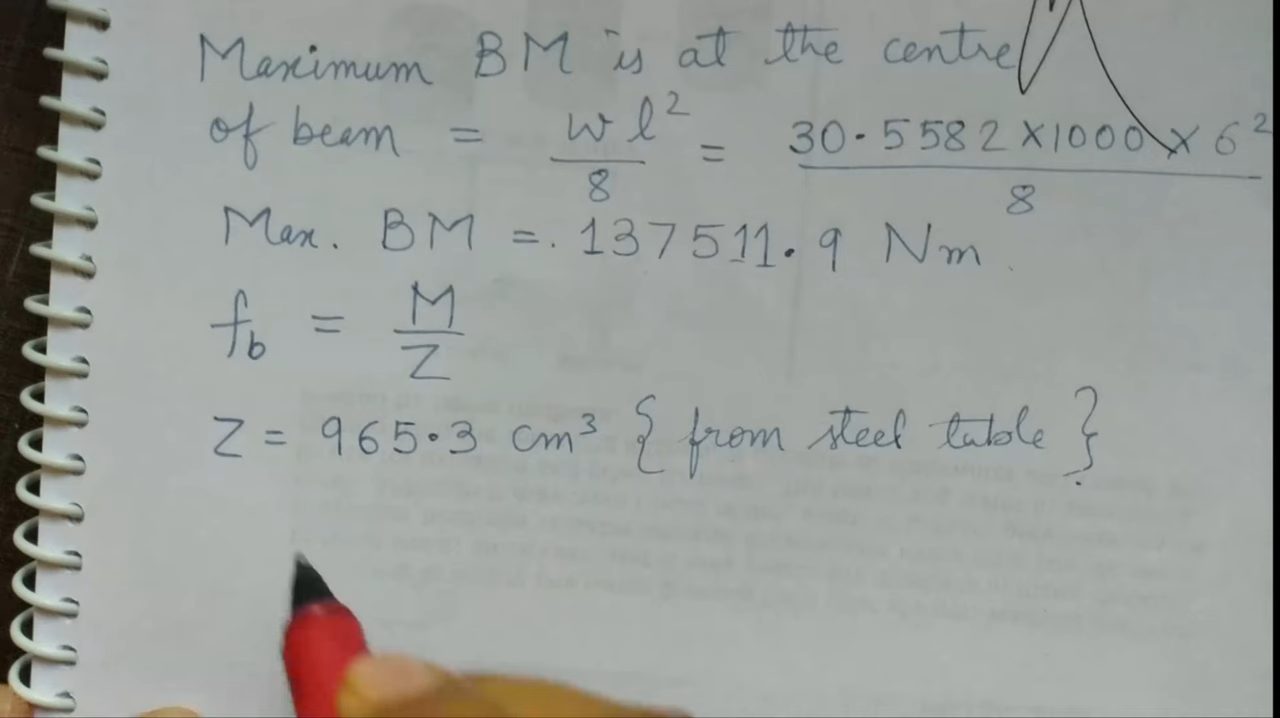 Maximum BM is at the centre
of beam = wl²/8 = 30.5582×1000×6²/8
Max. BM =. 137511.9 Nm.
f_b = M/Z
Z = 965.3 cm³ { from steel table }